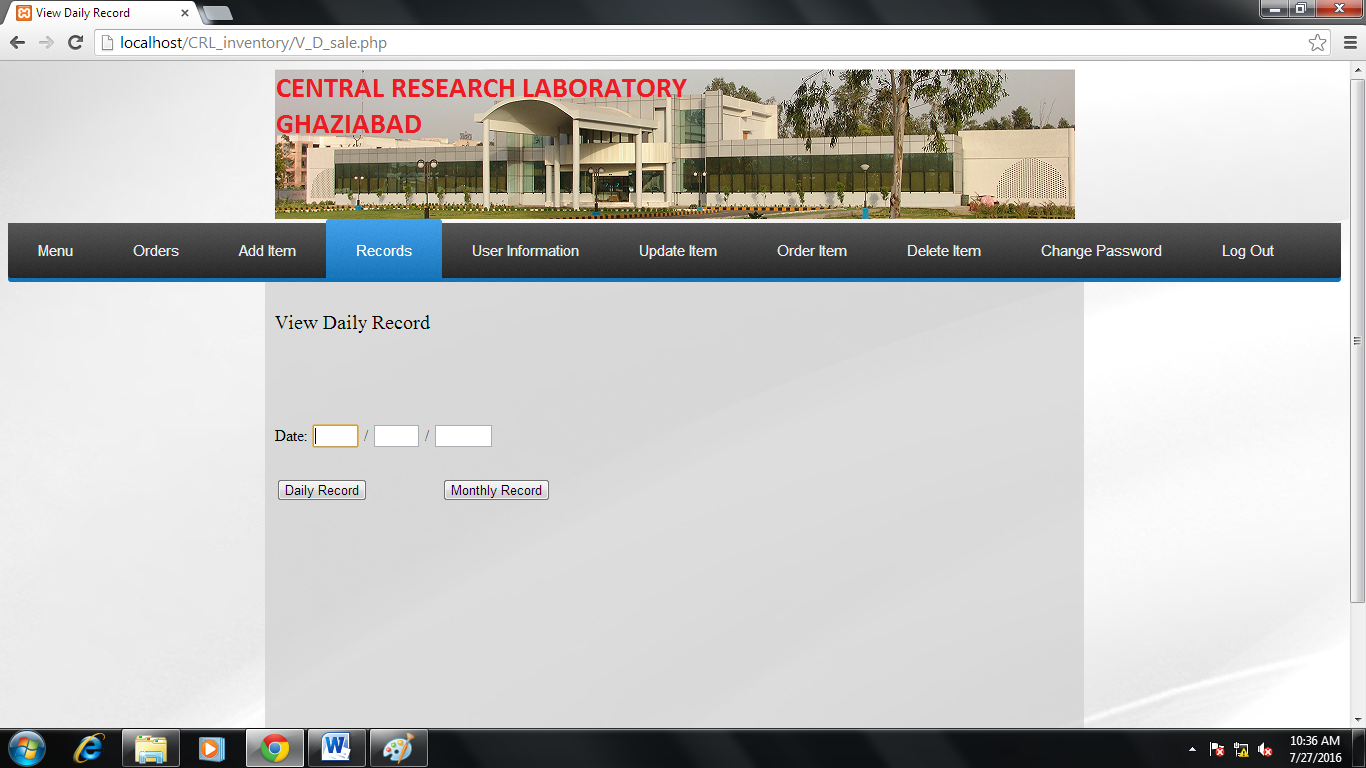 View Daily Record
localhost/CRL_inventory/V_D_sale.php
CENTRAL RESEARCH LABORATORY
GHAZIABAD
Menu Orders Add Item Records User Information Update Item Order Item Delete Item Change Password Log Out
View Daily Record
Date: / /
Daily Record Monthly Record
10:36 AM
7/27/2016